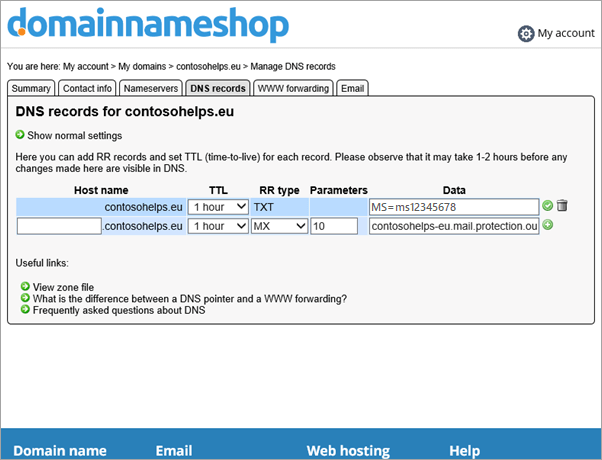 domainnameshop
My account
You are here: My account > My domains > contosohelps.eu > Manage DNS records
Summary Contact info Nameservers DNS records WWW forwarding Email
DNS records for contosohelps.eu
Show normal settings
Here you can add RR records and set TTL (time-to-live) for each record. Please observe that it may take 1-2 hours before any
changes made here are visible in DNS.
Host name TTL RR type Parameters Data
contosohelps.eu 1 hour TXT MS=ms12345678
.contosohelps.eu 1 hour MX 10 contosohelps-eu.mail.protection.ou
Useful links:
View zone file
What is the difference between a DNS pointer and a WWW forwarding?
Frequently asked questions about DNS
Domain name Email Web hosting Help